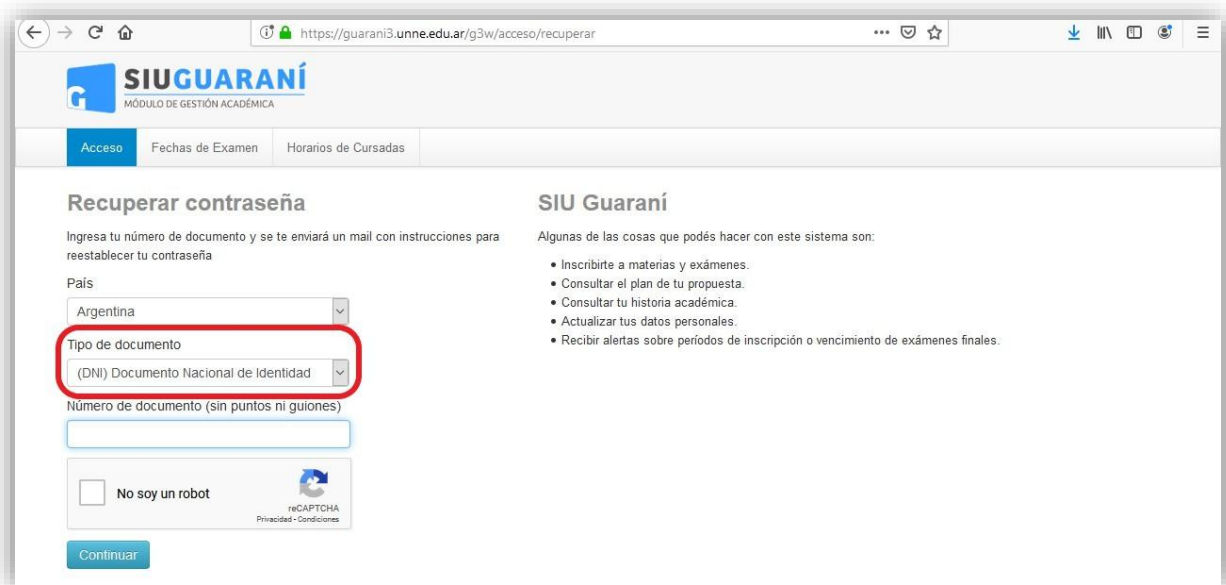 https://guarani3.unne.edu.ar/g3w/acceso/recuperar
G
SIUGUARANÍ
MÓDULO DE GESTIÓN ACADÉMICA
Acceso
Fechas de Examen
Horarios de Cursadas
Recuperar contraseña
Ingresa tu número de documento y se te enviará un mail con instrucciones para
reestablecer tu contraseña
País
Argentina
Tipo de documento
(DNI) Documento Nacional de Identidad
Número de documento (sin puntos ni guiones)
No soy un robot
reCAPTCHA
Privacidad - Condiciones
Continuar
SIU Guaraní
Algunas de las cosas que podés hacer con este sistema son:
• Inscribirte a materias y exámenes.
• Consultar el plan de tu propuesta.
• Consultar tu historia académica.
• Actualizar tus datos personales.
• Recibir alertas sobre períodos de inscripción o vencimiento de exámenes finales.